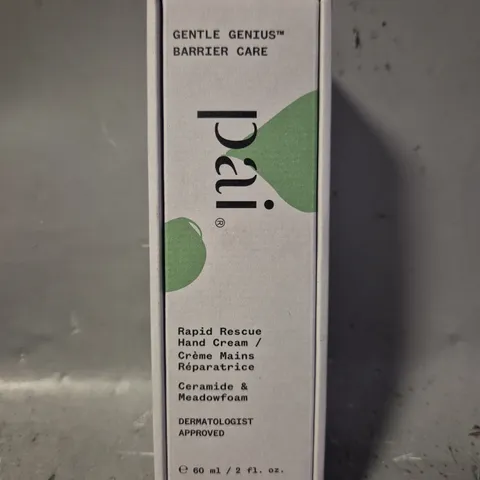 GENTLE GENIUS™
BARRIER CARE
pai®
Rapid Rescue
Hand Cream /
Crème Mains
Réparatrice
Ceramide &
Meadowfoam
DERMATOLOGIST
APPROVED
℮ 60 ml / 2 fl. oz.